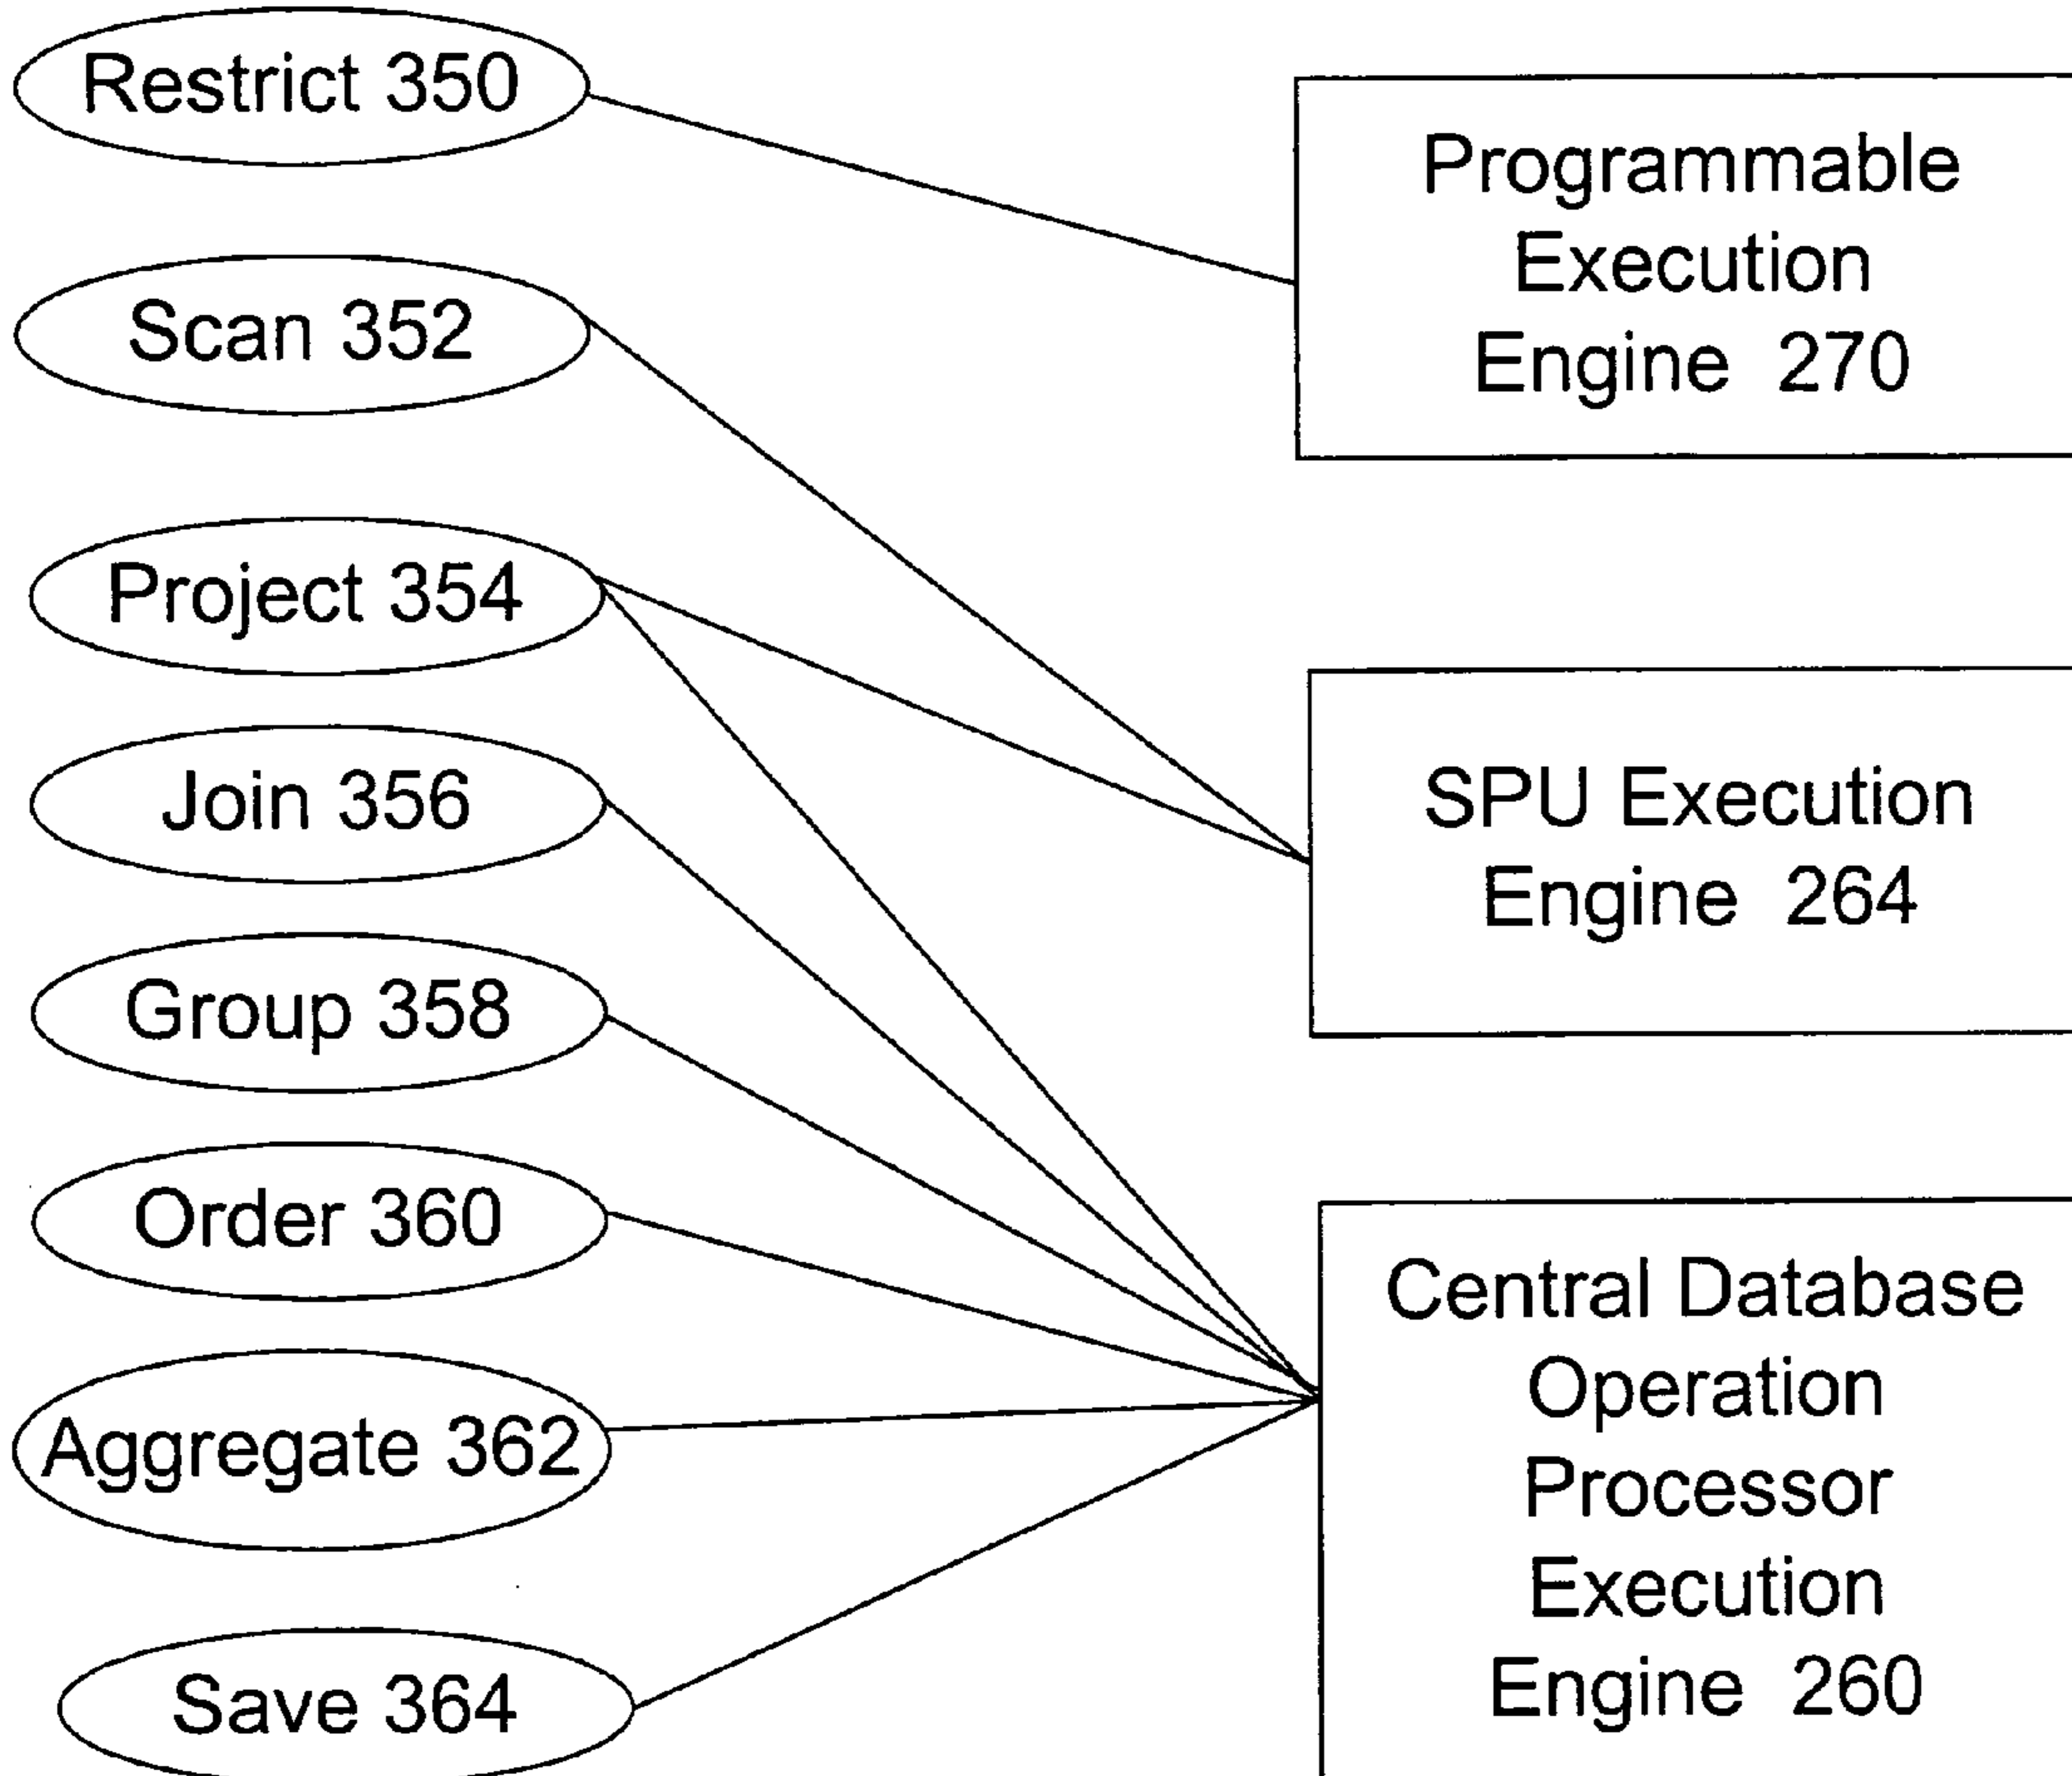 Restrict 350
Scan 352
Project 354
Join 356
Group 358
Order 360
Aggregate 362
Save 364
Programmable
Execution
Engine 270
SPU Execution
Engine 264
Central Database
Operation
Processor
Execution
Engine 260